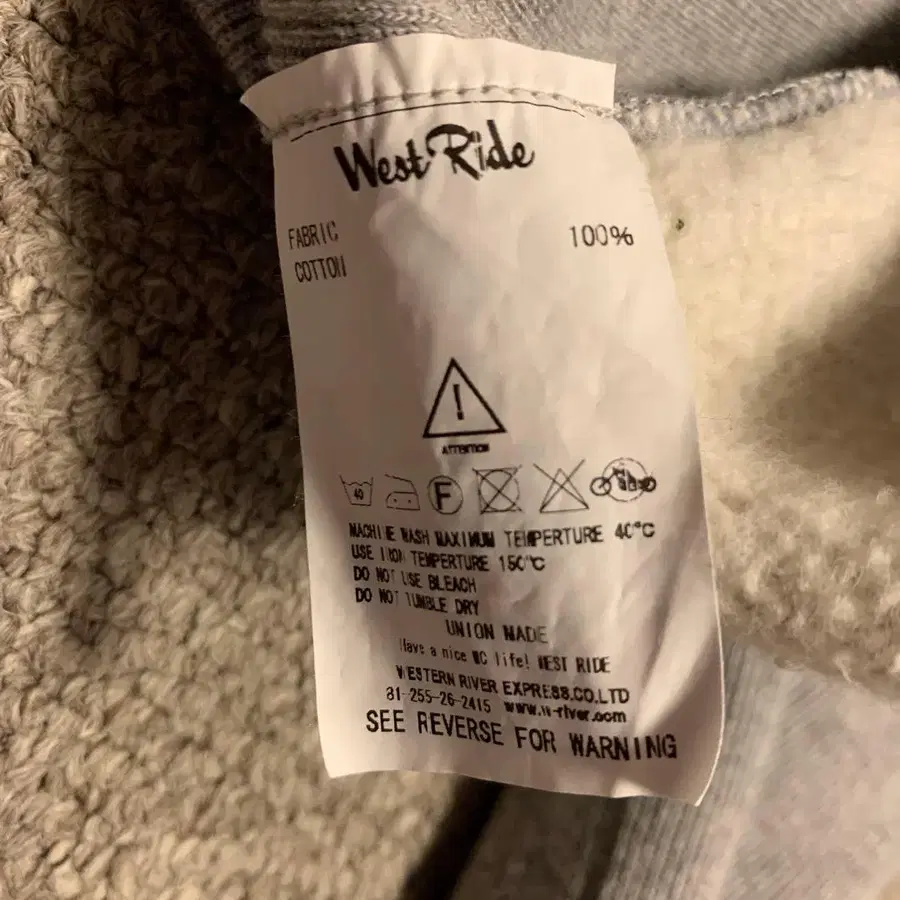 West Ride
FABRIC 100%
COTTON
!
ATTENTION
40 F
MACHINE WASH MAXIMUM TEMPERTURE 40°C
USE IRON TEMPERTURE 150°C
DO NOT USE BLEACH
DO NOT TUMBLE DRY
UNION MADE
Have a nice MC life! WEST RIDE
WESTERN RIVER EXPRESS.CO.LTD
81-255-26-2415 www.w-river.com
SEE REVERSE FOR WARNING